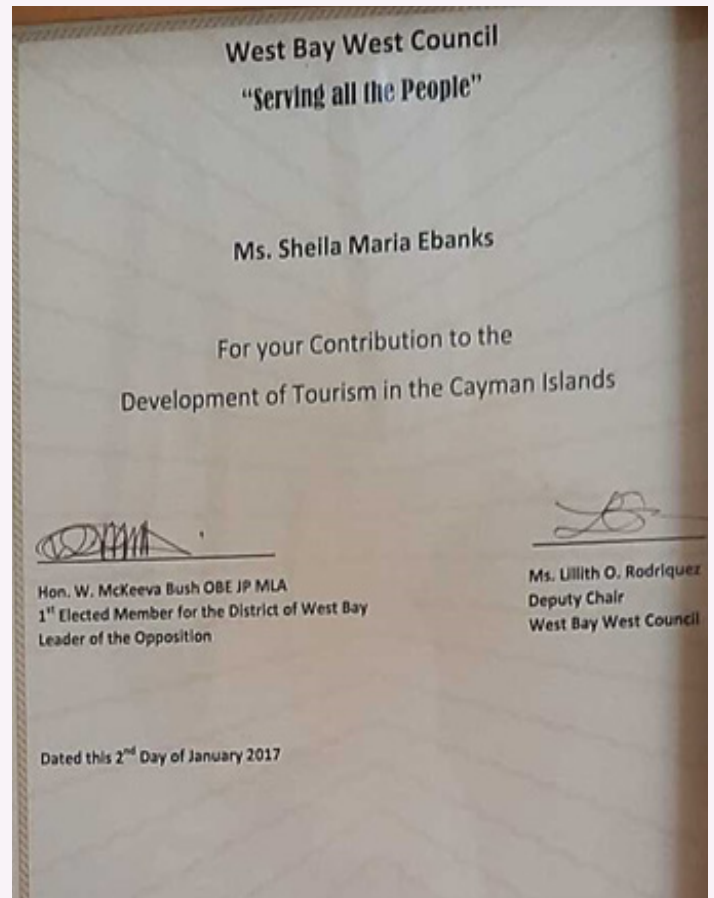 West Bay West Council
“Serving all the People”
Ms. Sheila Maria Ebanks
For your Contribution to the
Development of Tourism in the Cayman Islands
Hon. W. McKeeva Bush OBE JP MLA
1st Elected Member for the District of West Bay
Leader of the Opposition
Ms. Lillith O. Rodriquez
Deputy Chair
West Bay West Council
Dated this 2nd Day of January 2017